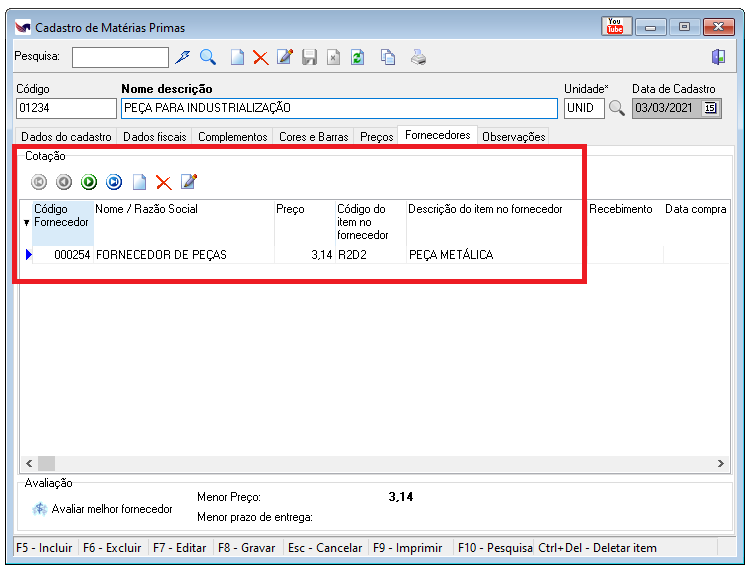 Cadastro de Matérias Primas
You
Tube
Pesquisa:
Código Nome descrição Unidade* Data de Cadastro
01234 PEÇA PARA INDUSTRIALIZAÇÃO UNID 03/03/2021 15
Dados do cadastro Dados fiscais Complementos Cores e Barras Preços Fornecedores Observações
Cotação
Código Nome / Razão Social Preço Código do Descrição do item no fornecedor Recebimento Data compra
Fornecedor item no
fornecedor
000254 FORNECEDOR DE PEÇAS 3,14 R2D2 PEÇA METÁLICA
Avaliação
Avaliar melhor fornecedor
Menor Preço: 3,14
Menor prazo de entrega:
F5 - Incluir F6 - Excluir F7 - Editar F8 - Gravar Esc - Cancelar F9 - Imprimir F10 - Pesquisa Ctrl+Del - Deletar item